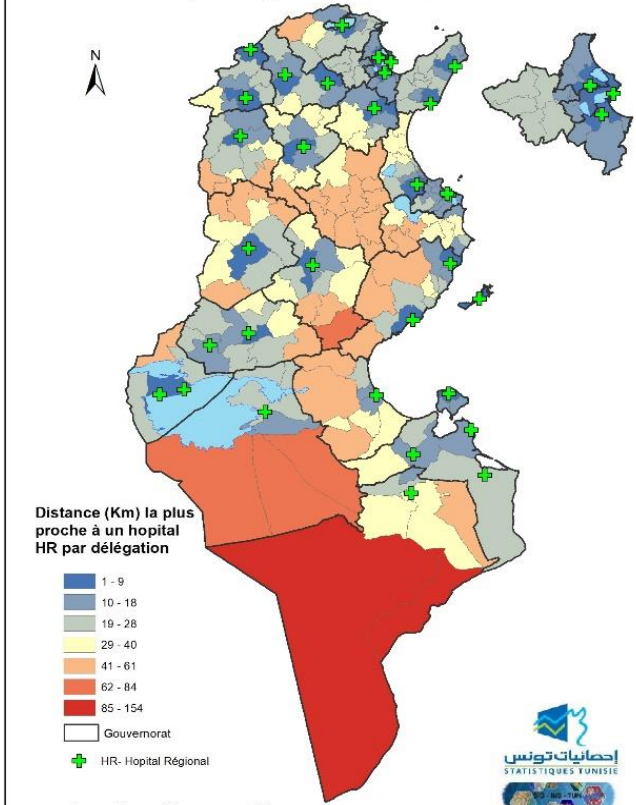 N
Distance (Km) la plus
proche à un hopital
HR par délégation
1 - 9
10 - 18
19 - 28
29 - 40
41 - 61
62 - 84
85 - 154
Gouvernorat
HR- Hopital Régional
إحصائيات تونس
STATISTIQUES TUNISIE